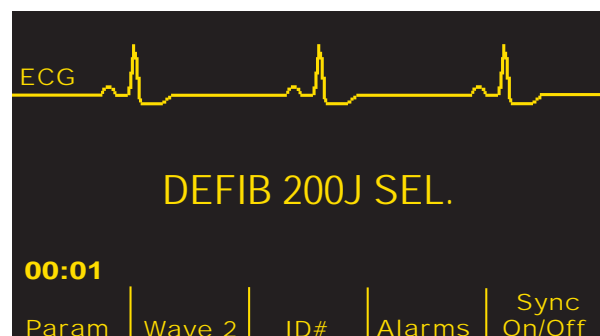 ECG
DEFIB 200J SEL.
00:01
Param Wave 2 ID# Alarms Sync On/Off